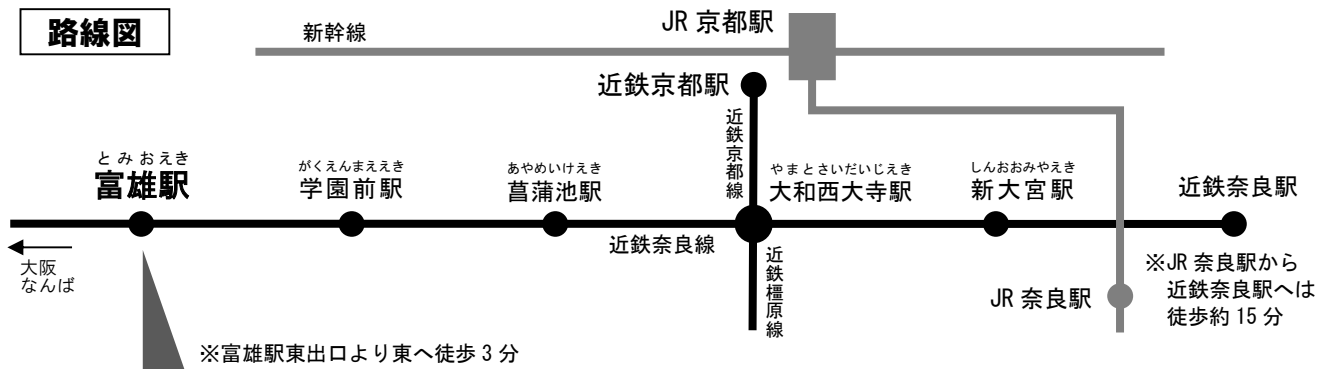 路線図
新幹線
JR 京都駅
近鉄京都駅
近鉄京都線
とみおえき
富雄駅
がくえんまええき
学園前駅
あやめいけえき
菖蒲池駅
やまとさいだいじえき
大和西大寺駅
しんおおみやえき
新大宮駅
近鉄奈良駅
近鉄奈良線
近鉄橿原線
大阪
なんば
JR 奈良駅
※JR 奈良駅から
近鉄奈良駅へは
徒歩約 15 分
※富雄駅東出口より東へ徒歩 3 分